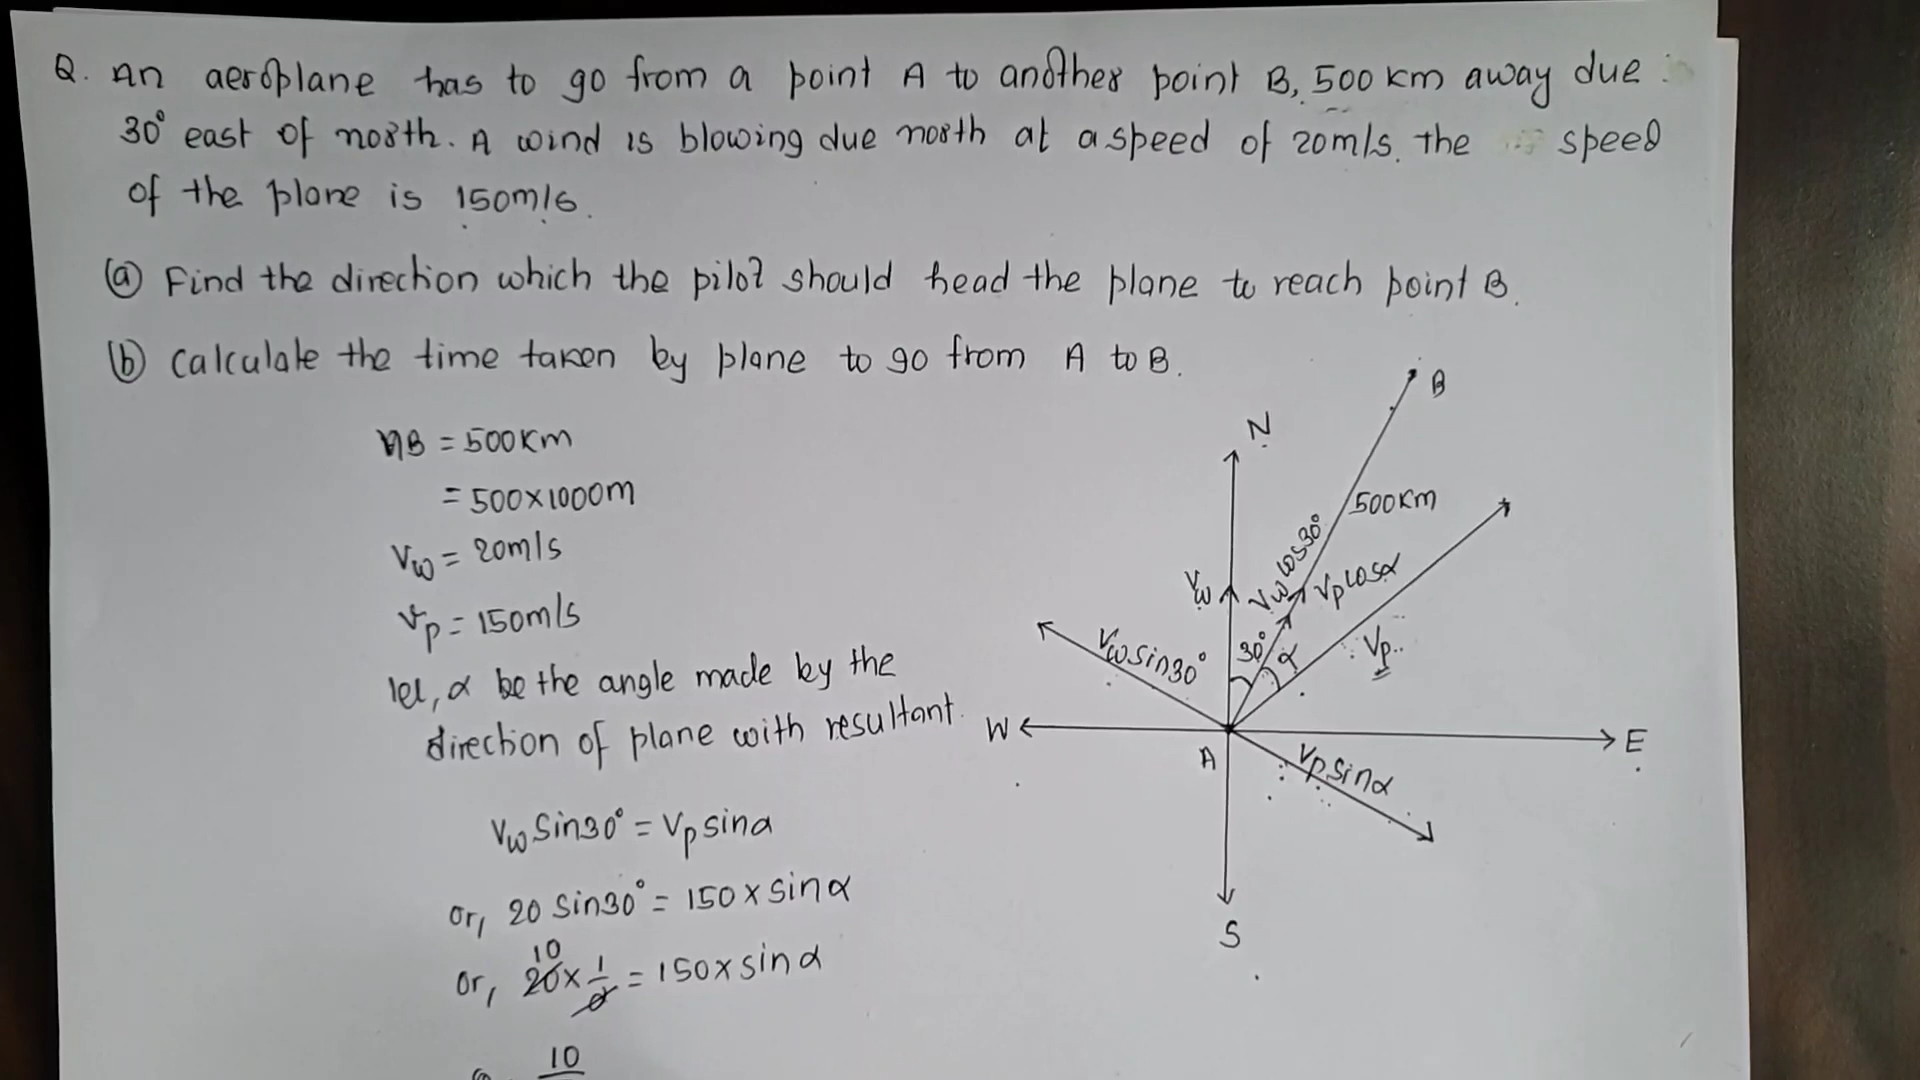 Q. An aeroplane has to go from a point A to another point B, 500 km away due
30° east of north. A wind is blowing due north at a speed of 20m/s. the speed
of the plane is 150m/s.
(a) Find the direction which the pilot should head the plane to reach point B.
(b) calculate the time taken by plane to go from A to B.
AB = 500km
= 500×1000m
Vw = 20m/s
Vp = 150m/s
let, α be the angle made by the
direction of plane with resultant.
Vw Sin30° = Vp sinα
or, 20 Sin30° = 150 × sinα
10
or, 20 × 1/2 = 150 × sinα
10
B
N
500km
Vw cos30°
Vp cosα
Vw
Vw sin30°
30°
α
Vp
W
E
A
Vp sinα
S